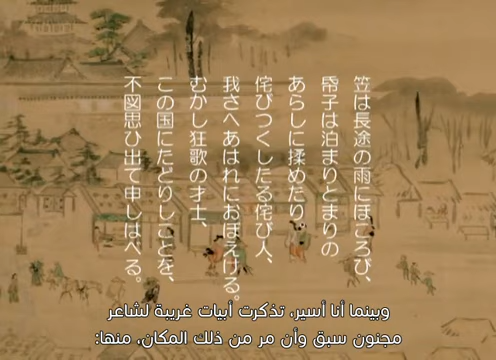 笠は長途の雨にほころび、
帋子は泊まりとまりの
あらしに揉めたり。
侘びつくしたる侘び人、
我さへあはれにおぼえける。
むかし狂歌の才士、
この国にたどりしことを、
不図思ひ出て申しはべる。
وبينما أنا أسير، تذكرت أبيات غريبة لشاعر
مجنون سبق وأن مر من ذلك المكان، منها: